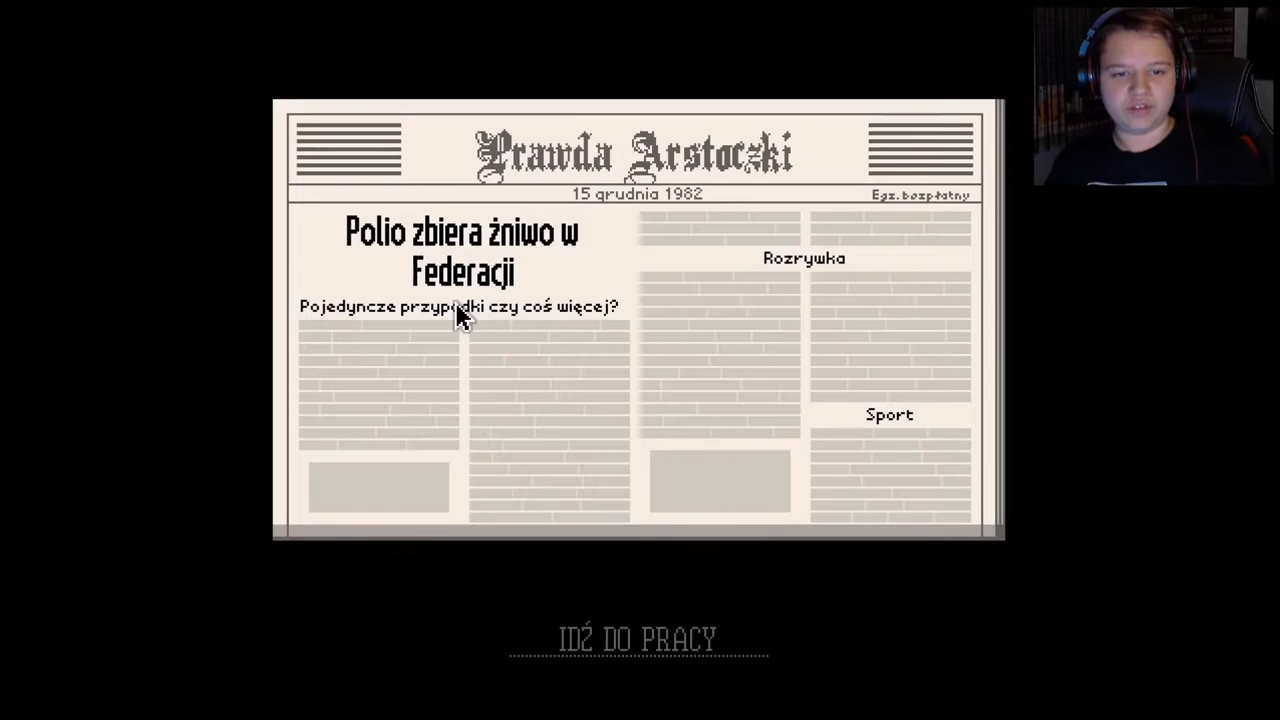 Prawda Arstoczki
15 grudnia 1982
Egz. bezpłatny
Polio zbiera żniwo w
Federacji
Pojedyncze przypadki czy coś więcej?
Rozrywka
Sport
IDŹ DO PRACY